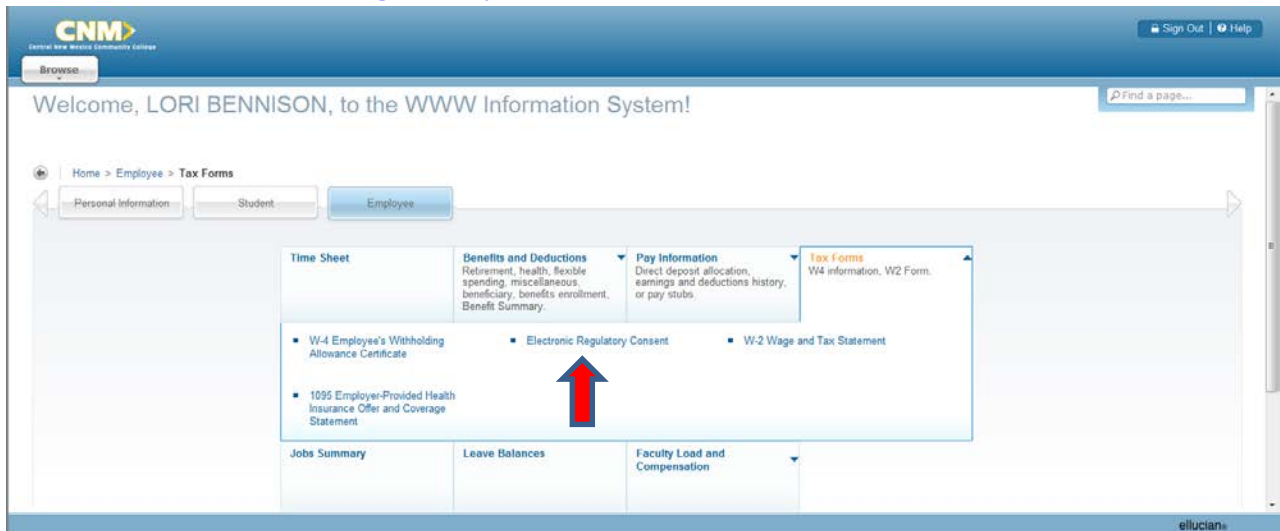 CNM
Central New Mexico Community College
Sign Out | Help
Browse
Welcome, LORI BENNISON, to the WWW Information System!
Find a page...
Home > Employee > Tax Forms
Personal Information
Student
Employee
Time Sheet
Benefits and Deductions
Retirement, health, flexible
spending, miscellaneous,
beneficiary, benefits enrollment,
Benefit Summary.
Pay Information
Direct deposit allocation,
earnings and deductions history,
or pay stubs
Tax Forms
W4 information, W2 Form.
W-4 Employee's Withholding
Allowance Certificate
Electronic Regulatory Consent
W-2 Wage and Tax Statement
1095 Employer-Provided Health
Insurance Offer and Coverage
Statement
Jobs Summary
Leave Balances
Faculty Load and
Compensation
ellucian